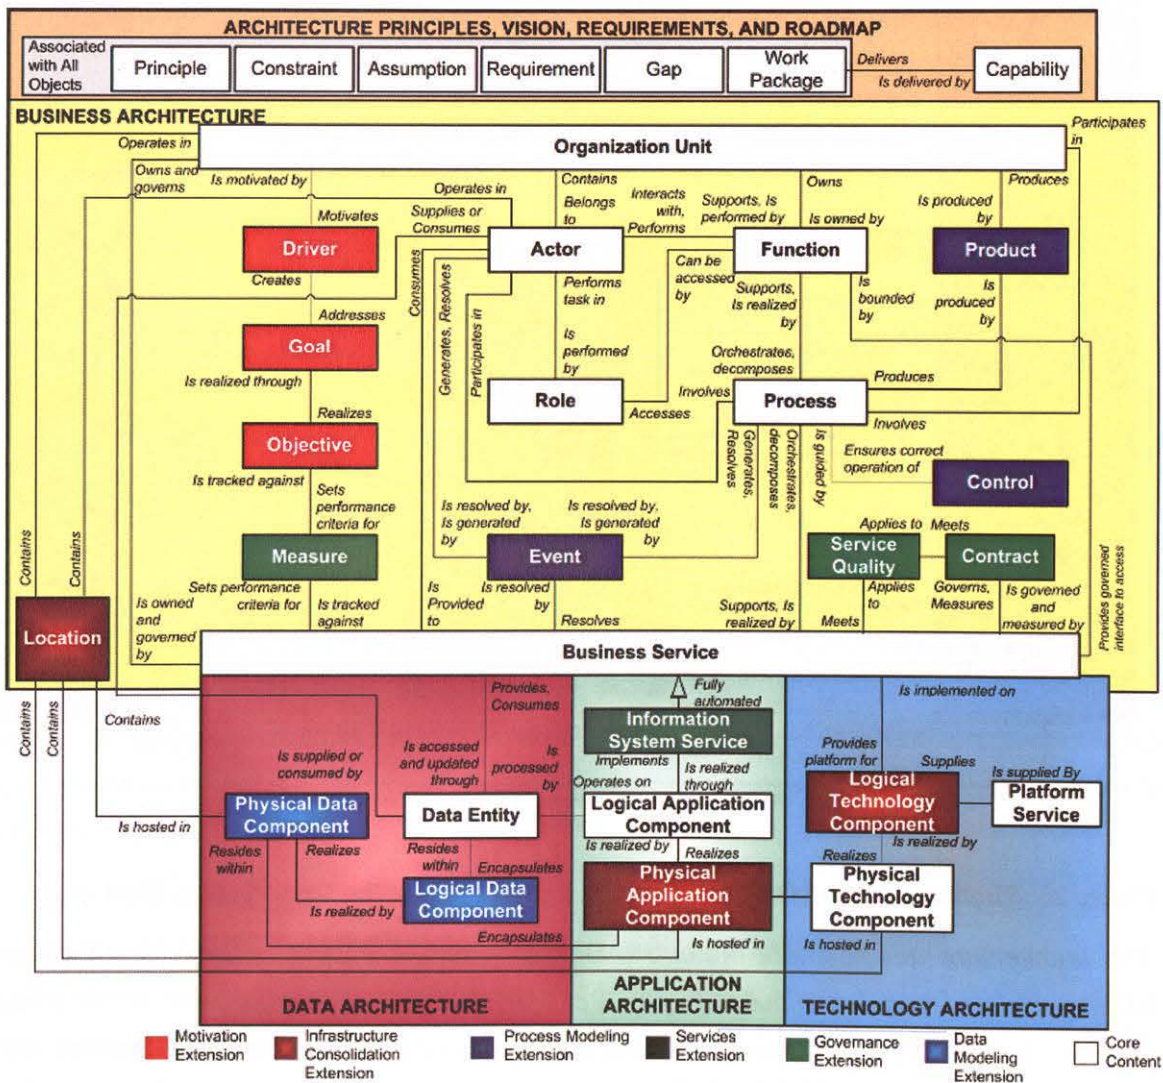 ARCHITECTURE PRINCIPLES, VISION, REQUIREMENTS, AND ROADMAP
Associated
with All
Objects
Principle
Constraint
Assumption
Requirement
Gap
Work
Package
Delivers
Is delivered by
Capability
BUSINESS ARCHITECTURE
Operates in
Participates
in
Organization Unit
Owns and
governs
Is motivated by
Operates in
Contains
Belongs
to
Interacts
with,
Performs
Supports, Is
performed by
Owns
Is owned by
Produces
Is produced
by
Motivates
Supplies or
Consumes
Driver
Actor
Function
Product
Creates
Consumes
Generates, Resolves
Participates in
Performs
task in
Can be
accessed
by
Supports,
Is realized
by
Is
bounded
by
Is
produced
by
Addresses
Goal
Is realized through
Is
performed
by
Orchestrates,
decomposes
Produces
Realizes
Role
Accesses
Involves
Process
Involves
Objective
Is tracked against
Generates,
Resolves
Orchestrates,
decomposes
Is guided by
Ensures correct
operation of
Control
Sets
performance
criteria for
Is resolved by,
Is generated
by
Is resolved by,
Is generated
by
Applies to
Meets
Measure
Event
Service
Quality
Contract
Contains
Contains
Sets performance
criteria for
Is tracked
against
Is
Provided
to
Is resolved
by
Resolves
Supports, Is
realized by
Applies
to
Meets
Governs,
Measures
Is governed
and
measured by
Provides governed
interface to access
Location
Is owned
and
governed
by
Business Service
Contains
Contains
Contains
Provides,
Consumes
Fully
automated
Is implemented on
Information
System Service
Is supplied or
consumed by
Is accessed
and updated
through
Is
processed
by
Implements
Is realized
through
Provides
platform for
Supplies
Is supplied By
Operates on
Physical Data
Component
Data Entity
Logical Application
Component
Logical
Technology
Component
Platform
Service
Is hosted in
Resides
within
Realizes
Resides
within
Encapsulates
Is realized by
Realizes
Is realized by
Realizes
Logical Data
Component
Is realized by
Physical
Application
Component
Physical
Technology
Component
Encapsulates
Is hosted in
Is hosted in
DATA ARCHITECTURE
APPLICATION
ARCHITECTURE
TECHNOLOGY ARCHITECTURE
Motivation
Extension
Infrastructure
Consolidation
Extension
Process Modeling
Extension
Services
Extension
Governance
Extension
Data
Modeling
Extension
Core
Content